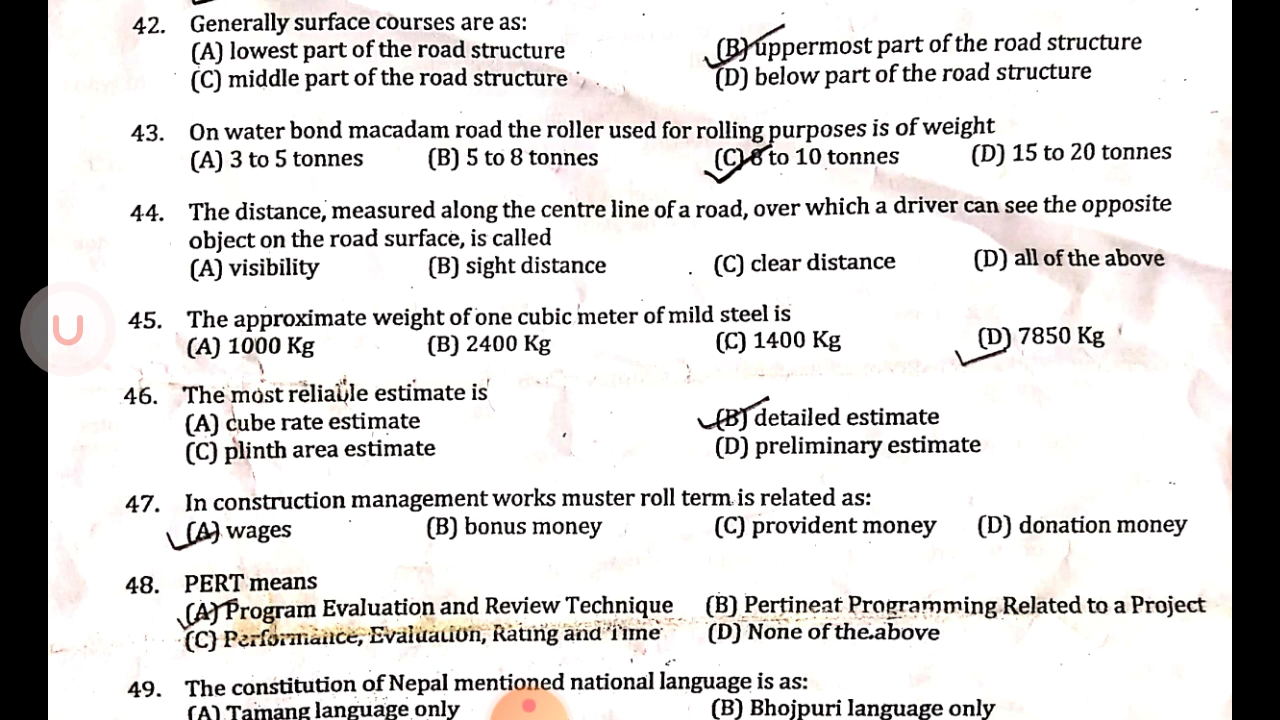 42. Generally surface courses are as:
(A) lowest part of the road structure (B) uppermost part of the road structure
(C) middle part of the road structure (D) below part of the road structure
43. On water bond macadam road the roller used for rolling purposes is of weight
(A) 3 to 5 tonnes (B) 5 to 8 tonnes (C) 8 to 10 tonnes (D) 15 to 20 tonnes
44. The distance, measured along the centre line of a road, over which a driver can see the opposite
object on the road surface, is called
(A) visibility (B) sight distance (C) clear distance (D) all of the above
45. The approximate weight of one cubic meter of mild steel is
(A) 1000 Kg (B) 2400 Kg (C) 1400 Kg (D) 7850 Kg
46. The most reliable estimate is
(A) cube rate estimate (B) detailed estimate
(C) plinth area estimate (D) preliminary estimate
47. In construction management works muster roll term is related as:
(A) wages (B) bonus money (C) provident money (D) donation money
48. PERT means
(A) Program Evaluation and Review Technique (B) Pertineat Programming Related to a Project
(C) Performance, Evaluation, Rating and Time (D) None of the above
49. The constitution of Nepal mentioned national language is as:
(A) Tamang language only (B) Bhojpuri language only